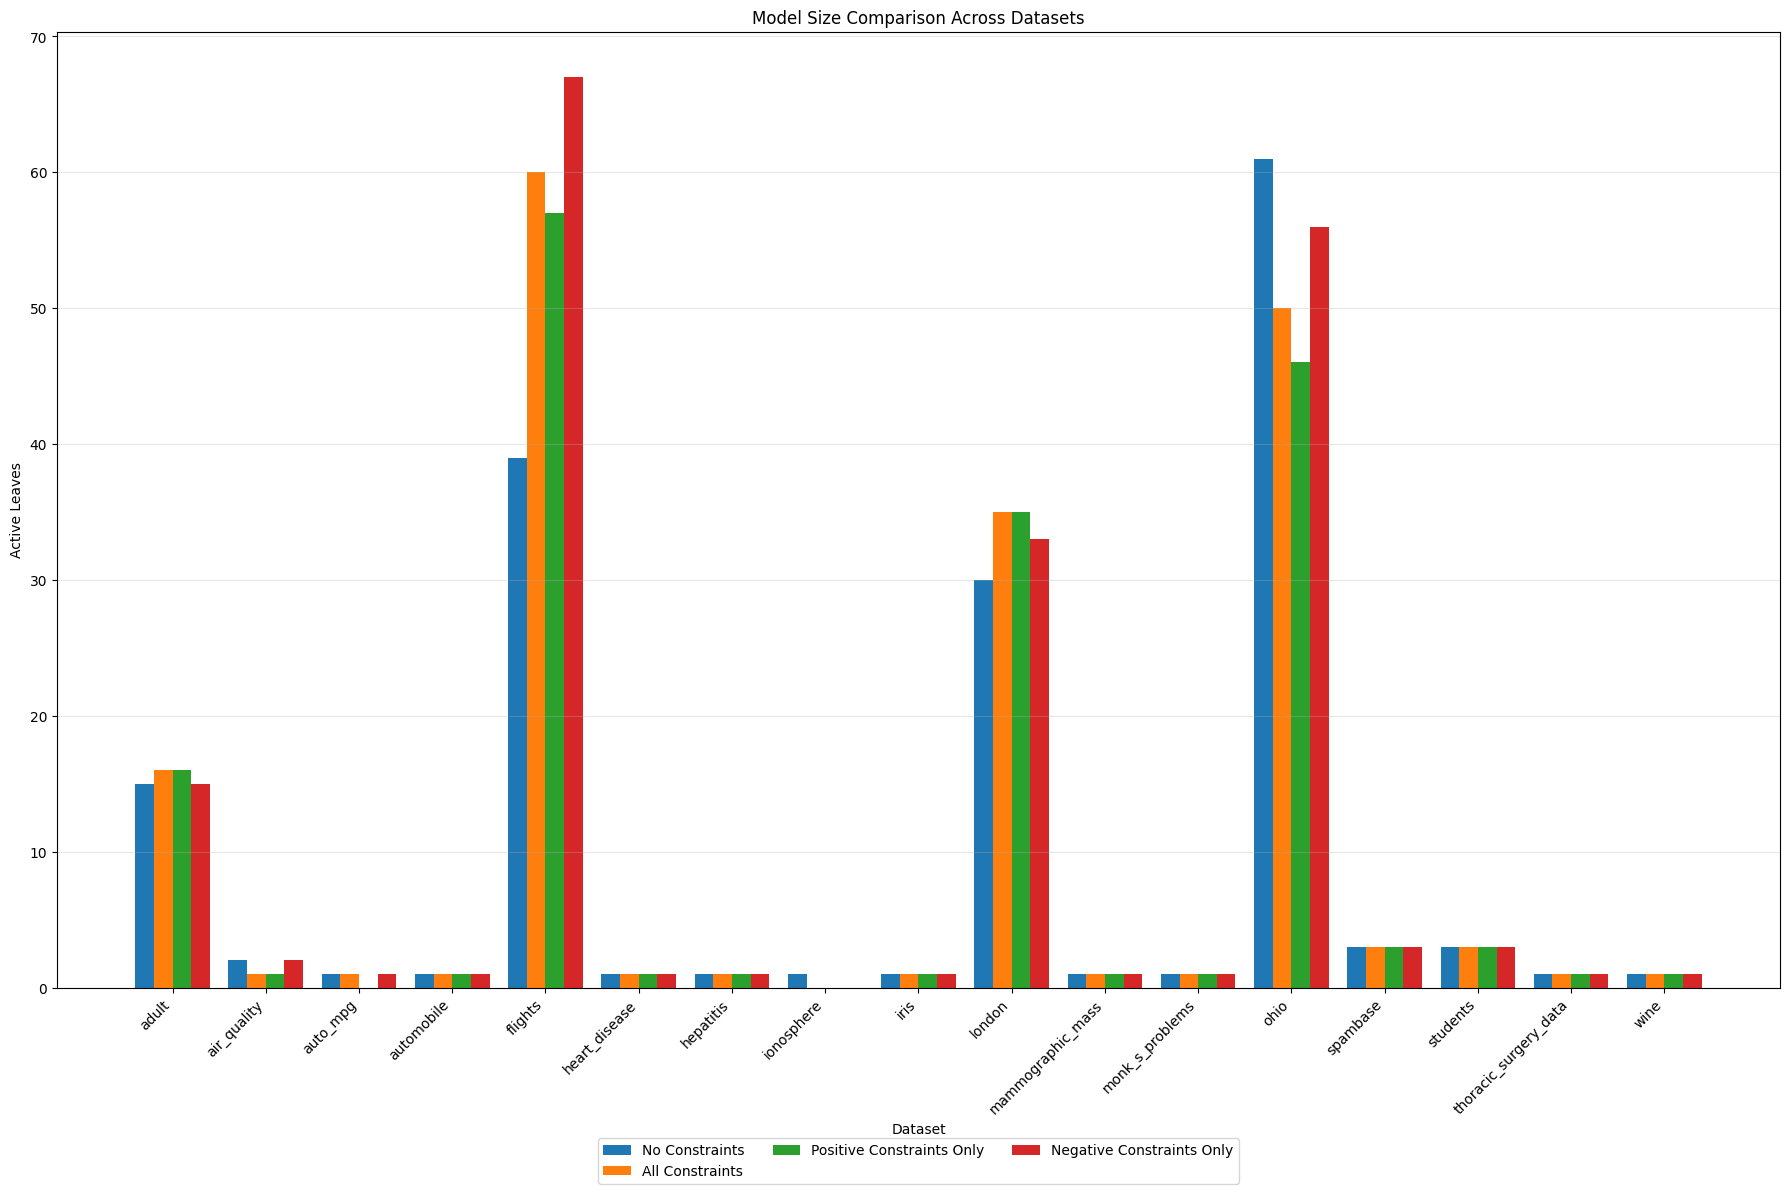 Model Size Comparison Across Datasets
70
60
50
40
30
20
10
0
Active Leaves
adult
air_quality
auto_mpg
automobile
flights
heart_disease
hepatitis
ionosphere
iris
london
mammographic_mass
monk_s_problems
ohio
spambase
students
thoracic_surgery_data
wine
Dataset
No Constraints
All Constraints
Positive Constraints Only
Negative Constraints Only